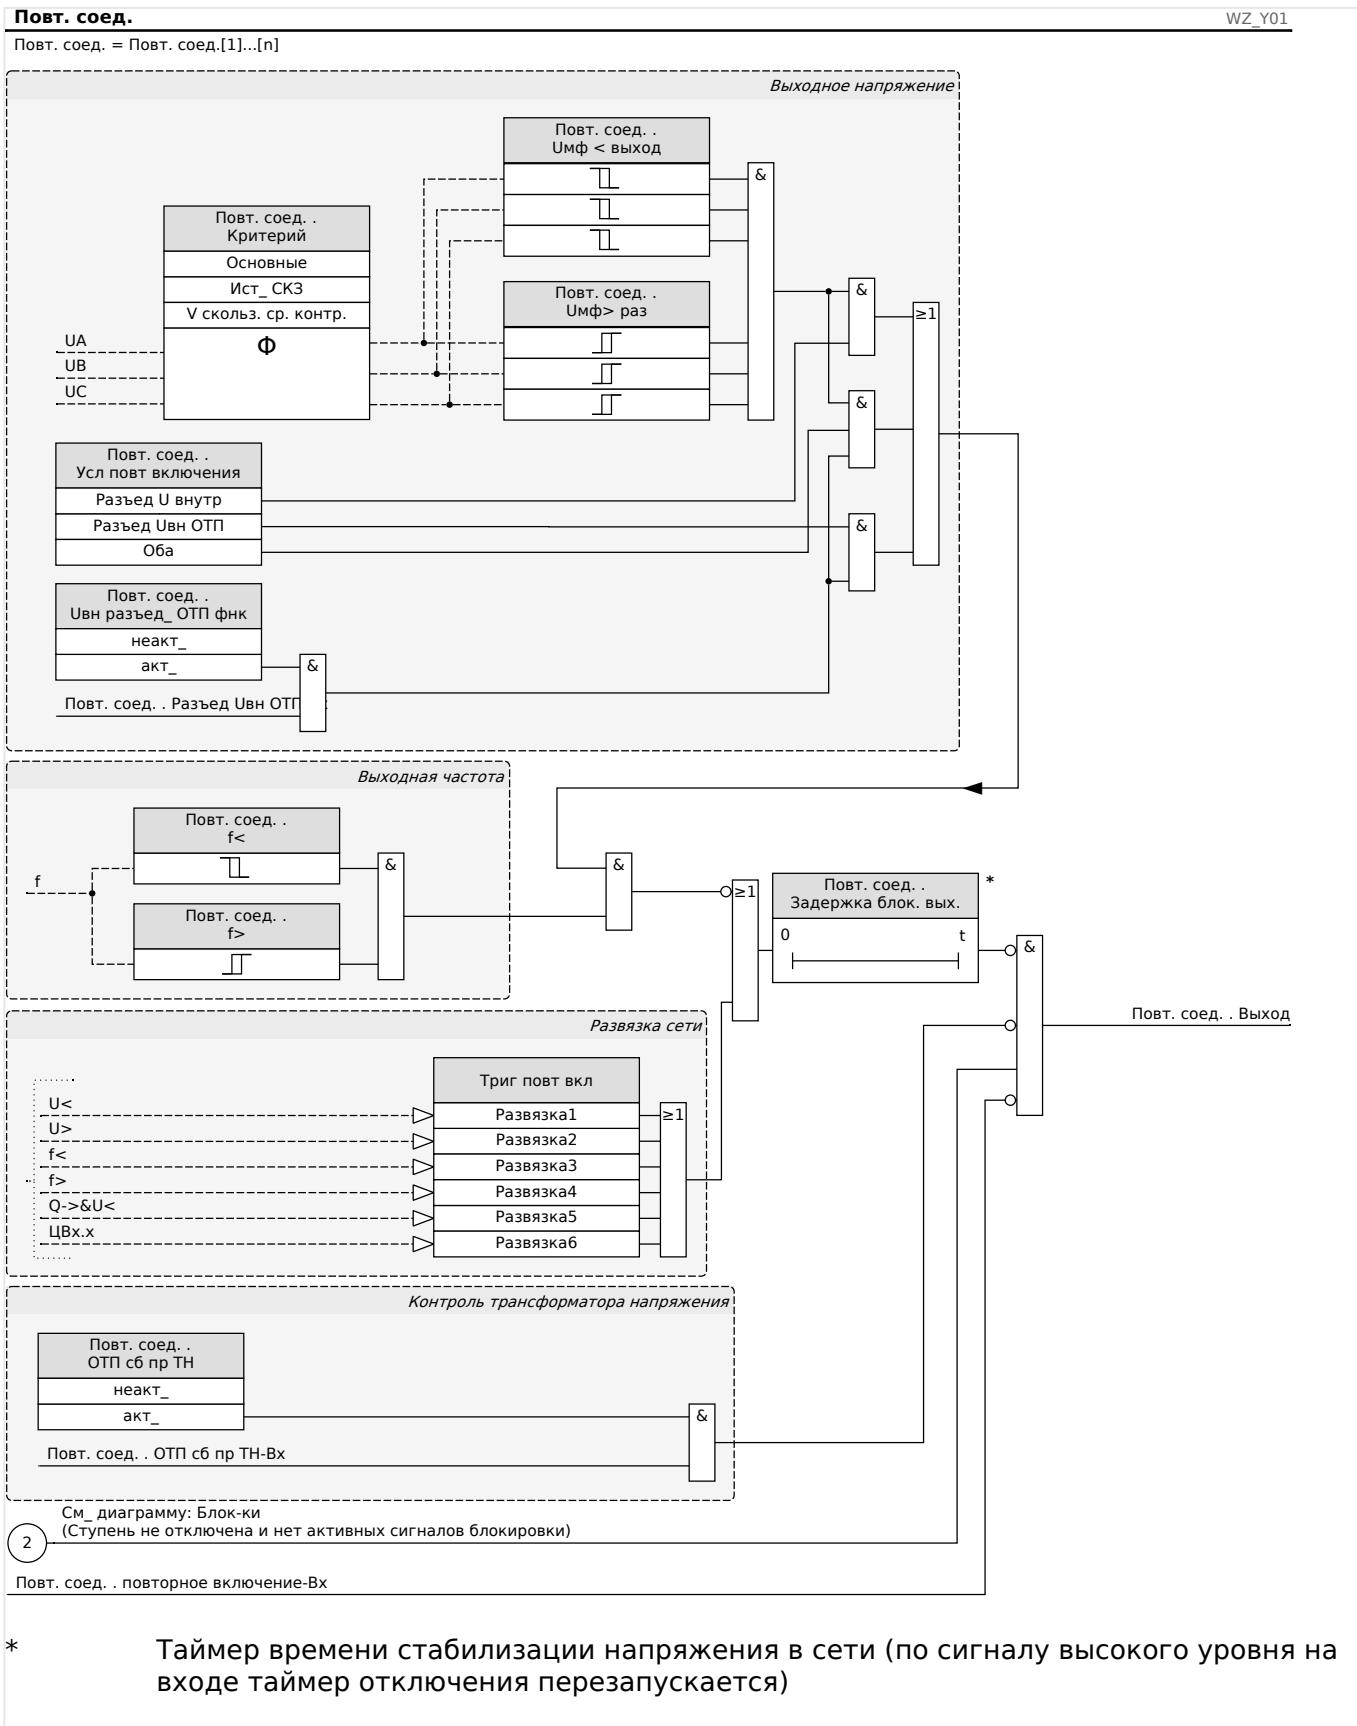 Повт. соед.
WZ_Y01
Повт. соед. = Повт. соед.[1]...[n]
Выходное напряжение
Повт. соед. .
Uмф < выход
&
Повт. соед. .
Критерий
Основные
Ист_ СКЗ
V скольз. ср. контр.
Φ
UA
UB
UC
Повт. соед. .
Uмф> раз
&
≥1
&
Повт. соед. .
Усл повт включения
Разъед U внутр
Разъед Uвн ОТП
Оба
&
Повт. соед. .
Uвн разъед_ ОТП фнк
неакт_
акт_
&
Повт. соед. . Разъед Uвн ОТП
Выходная частота
Повт. соед. .
f<
f
Повт. соед. .
f>
&
&
≥1
Повт. соед. .
Задержка блок. вых.
*
0
t
&
Повт. соед. . Выход
Развязка сети
Триг повт вкл
U<
U>
f<
f>
Q->&U<
ЦВх.x
Развязка1
Развязка2
Развязка3
Развязка4
Развязка5
Развязка6
≥1
Контроль трансформатора напряжения
Повт. соед. .
ОТП сб пр ТН
неакт_
акт_
&
Повт. соед. . ОТП сб пр ТН-Вх
См_ диаграмму: Блок-ки
(Ступень не отключена и нет активных сигналов блокировки)
2
Повт. соед. . повторное включение-Вх
* Таймер времени стабилизации напряжения в сети (по сигналу высокого уровня на
входе таймер отключения перезапускается)